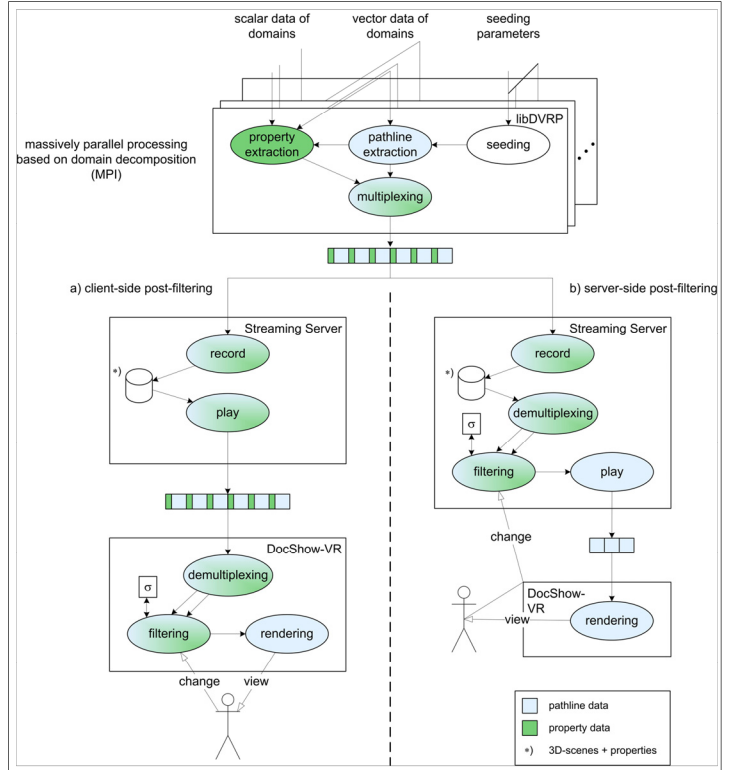 scalar data of
domains
vector data of
domains
seeding
parameters
libDVRP
massively parallel processing
based on domain decomposition
(MPI)
property
extraction
pathline
extraction
seeding
multiplexing
a) client-side post-filtering
b) server-side post-filtering
Streaming Server
record
*)
play
DocShow-VR
demultiplexing
σ
filtering
rendering
change
view
Streaming Server
record
*)
demultiplexing
σ
filtering
play
change
DocShow-
VR
view
rendering
pathline data
property data
*) 3D-scenes + properties